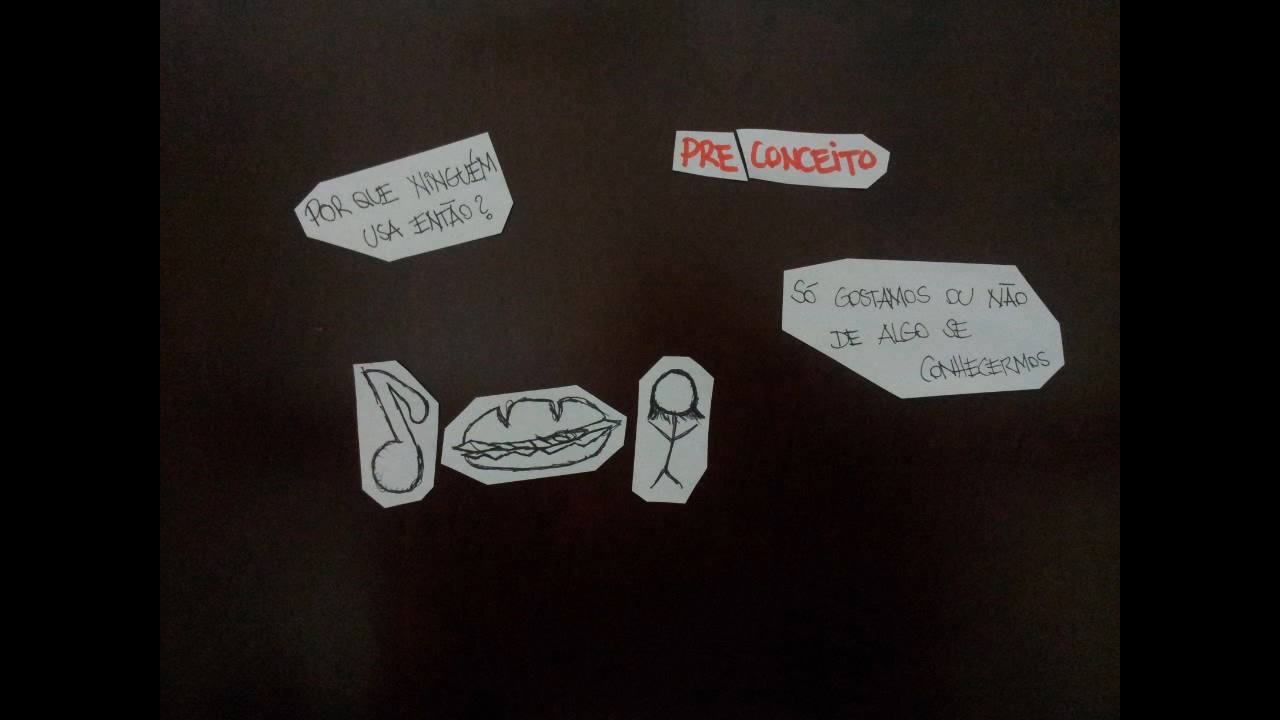 POR QUE NINGUÉM
USA ENTÃO?
PRE CONCEITO
SÓ GOSTAMOS OU NÃO
DE ALGO SE
CONHECERMOS